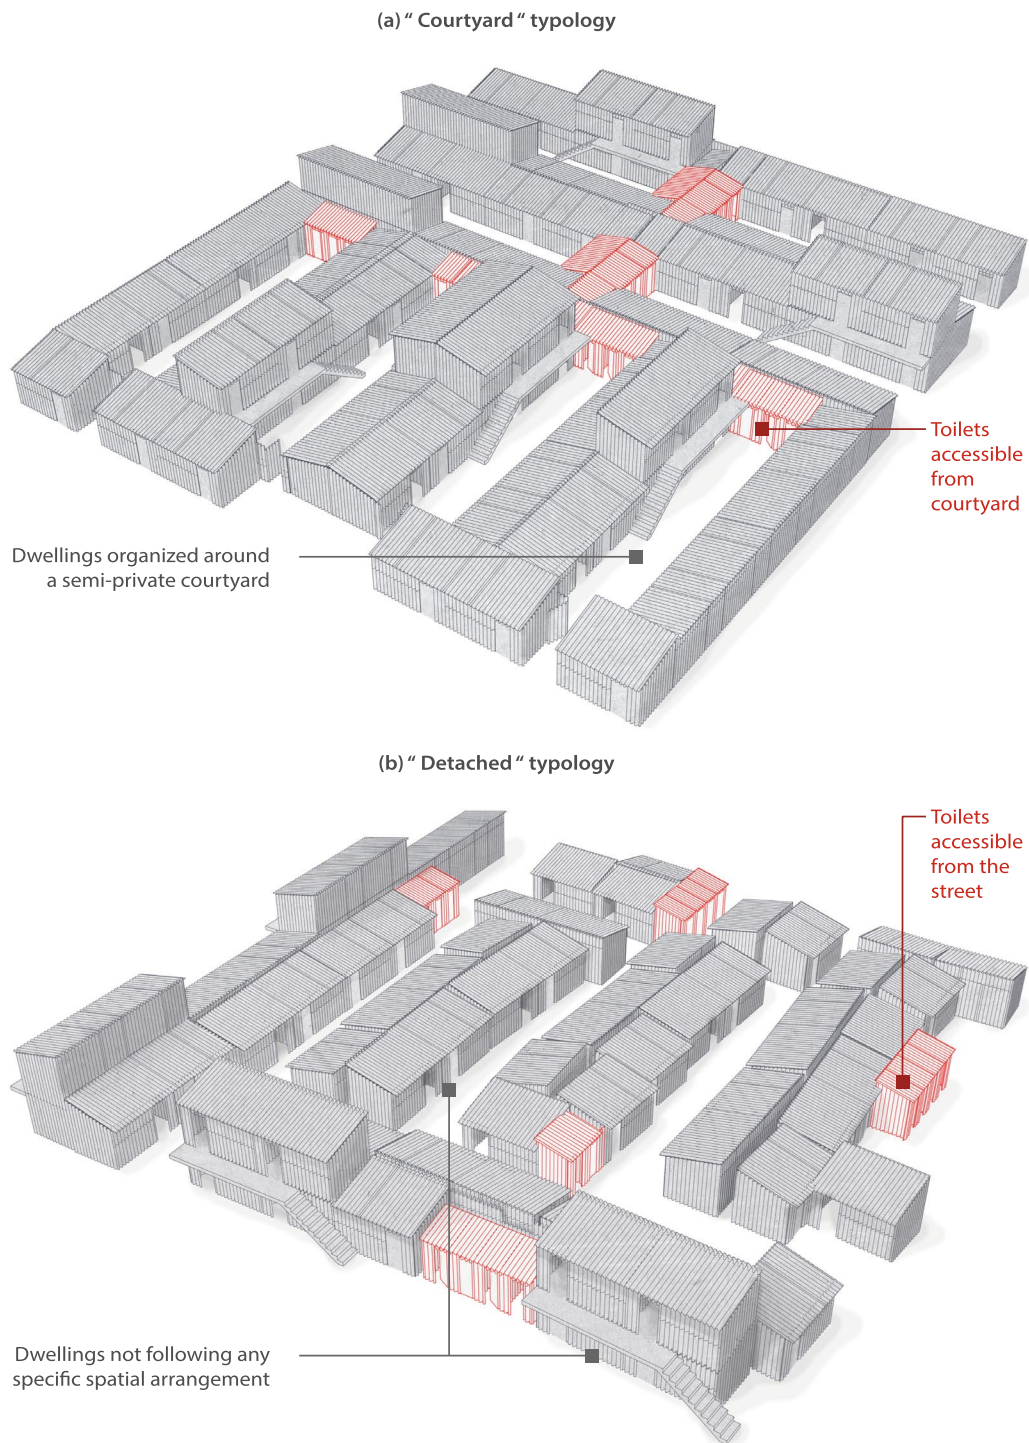 (a) “ Courtyard “ typology
Toilets
accessible
from
courtyard
Dwellings organized around
a semi-private courtyard
(b) “ Detached “ typology
Toilets
accessible
from the
street
Dwellings not following any
specific spatial arrangement